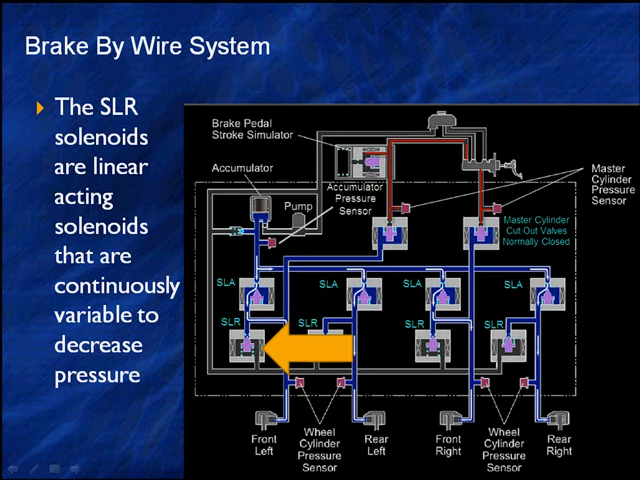 Brake By Wire System
The SLR
solenoids
are linear
acting
solenoids
that are
continuously
variable to
decrease
pressure
Brake Pedal
Stroke Simulator
Accumulator
Accumulator
Pressure
Sensor
Pump
Master
Cylinder
Pressure
Sensor
Master Cylinder
Cut Out Valves
Normally Closed
SLA
SLA
SLA
SLA
SLR
SLR
SLR
SLR
Front
Left
Wheel
Cylinder
Pressure
Sensor
Rear
Left
Front
Right
Wheel
Cylinder
Pressure
Sensor
Rear
Right